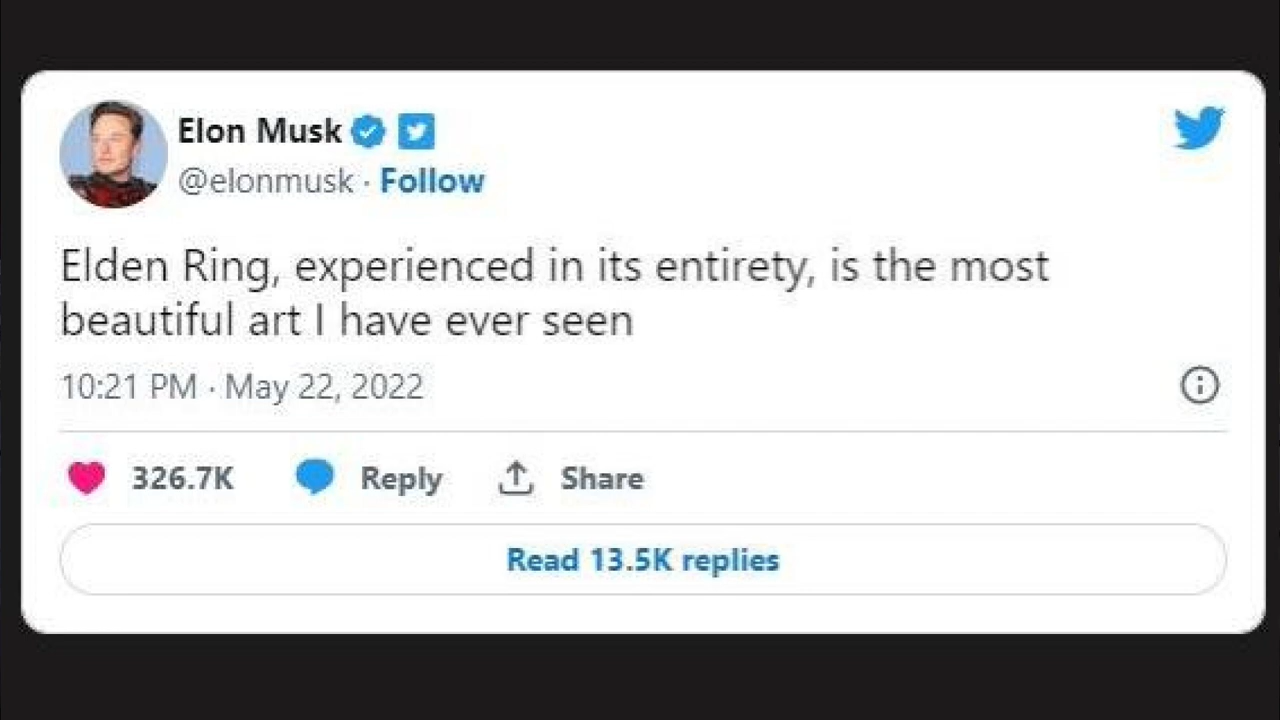 Elon Musk
@elonmusk · Follow
Elden Ring, experienced in its entirety, is the most
beautiful art I have ever seen
10:21 PM · May 22, 2022
326.7K Reply Share
Read 13.5K replies